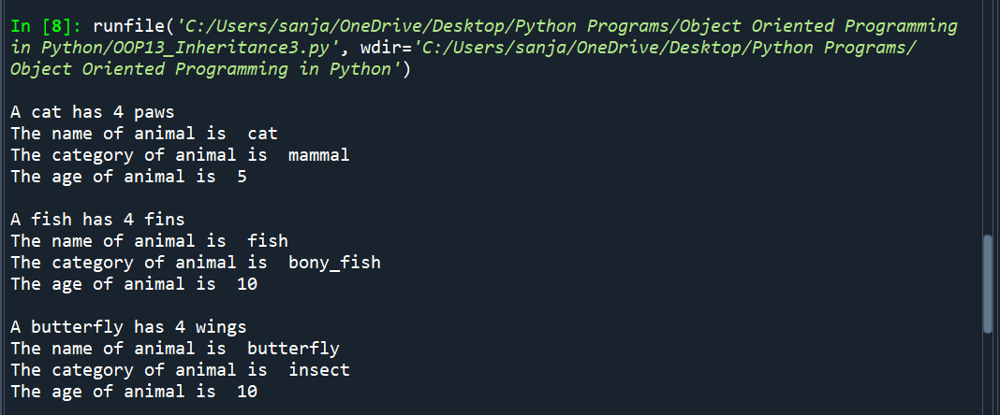 In [8]: runfile('C:/Users/sanja/OneDrive/Desktop/Python Programs/Object Oriented Programming
in Python/OOP13_Inheritance3.py', wdir='C:/Users/sanja/OneDrive/Desktop/Python Programs/
Object Oriented Programming in Python')

A cat has 4 paws
The name of animal is  cat
The category of animal is  mammal
The age of animal is  5

A fish has 4 fins
The name of animal is  fish
The category of animal is  bony_fish
The age of animal is  10

A butterfly has 4 wings
The name of animal is  butterfly
The category of animal is  insect
The age of animal is  10